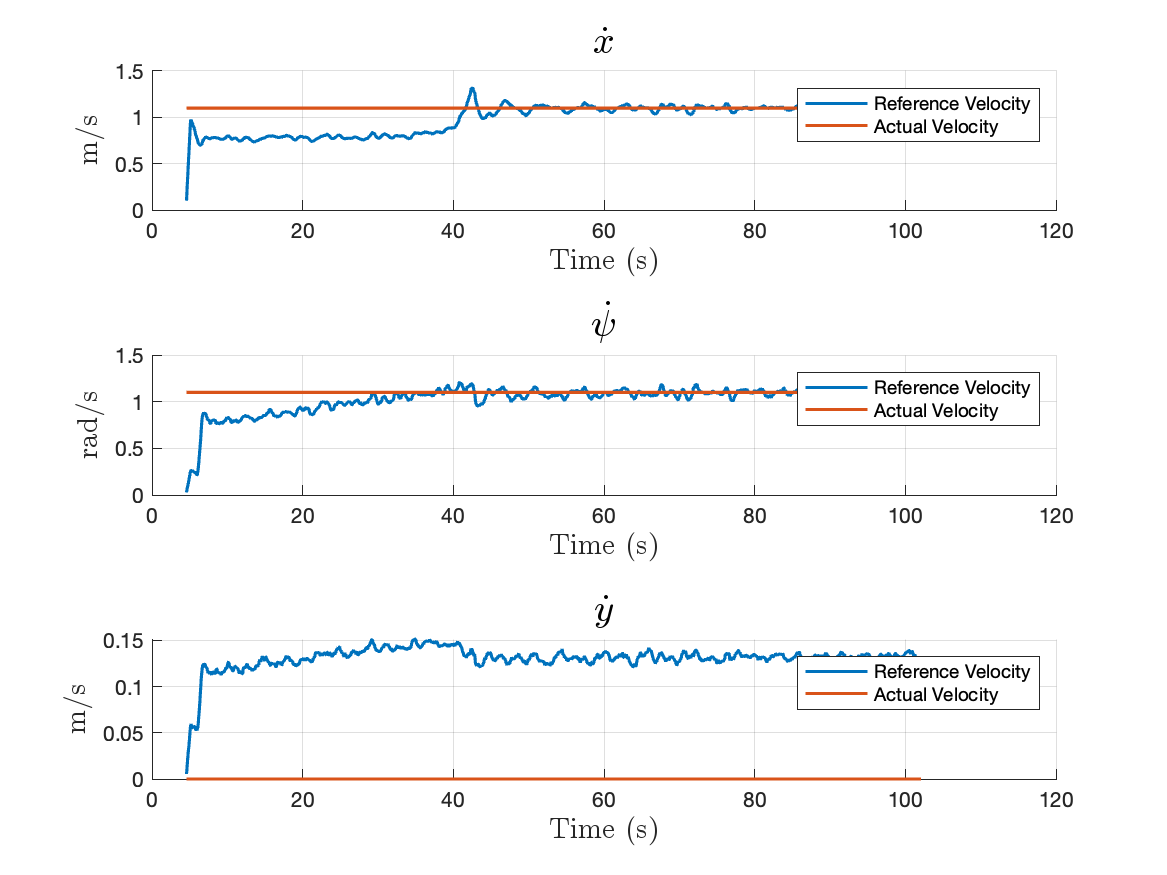 ẋ
1.5
1
0.5
0
m/s
Reference Velocity
Actual Velocity
0 20 40 60 80 100 120
Time (s)
ψ̇
1.5
1
0.5
0
rad/s
Reference Velocity
Actual Velocity
0 20 40 60 80 100 120
Time (s)
ẏ
0.15
0.1
0.05
0
m/s
Reference Velocity
Actual Velocity
0 20 40 60 80 100 120
Time (s)